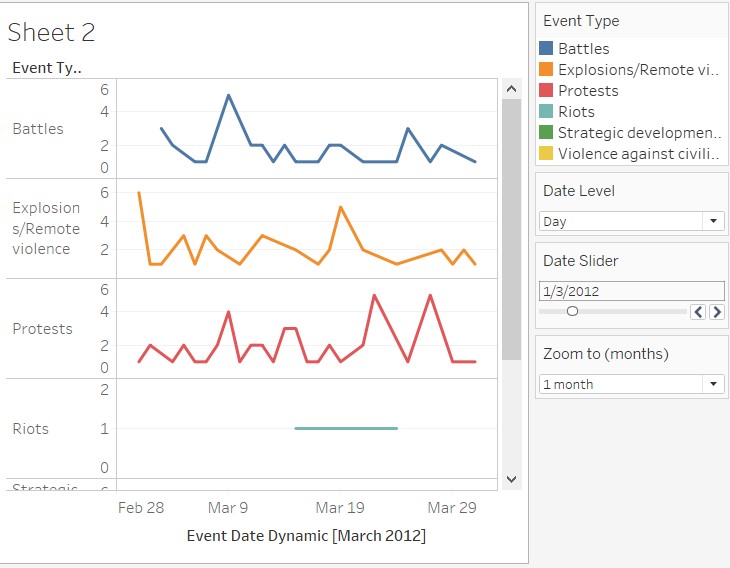 Sheet 2
Event Ty..
Battles
6
4
2
0
Explosion
s/Remote
violence
6
4
2
Protests
6
4
2
0
Riots
2
1
0
Strategic
6
Feb 28
Mar 9
Mar 19
Mar 29
Event Date Dynamic [March 2012]
Event Type
Battles
Explosions/Remote vi..
Protests
Riots
Strategic developmen..
Violence against civili..
Date Level
Day
Date Slider
1/3/2012
Zoom to (months)
1 month